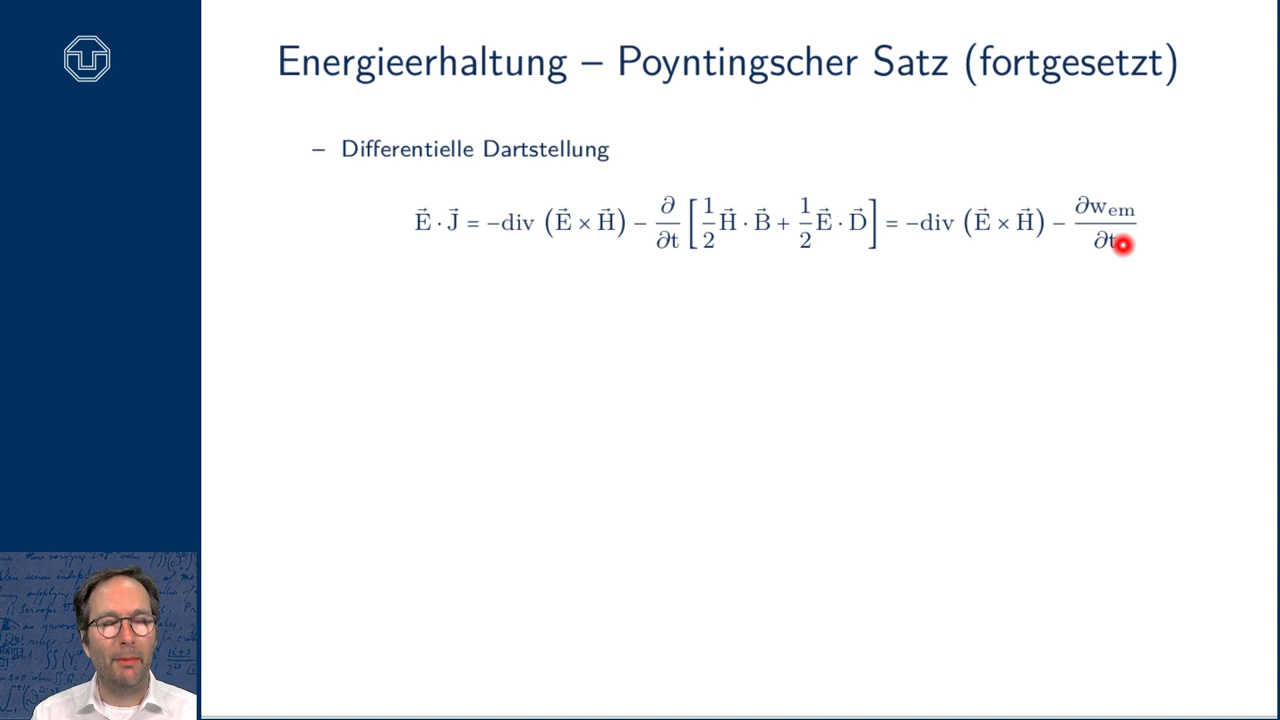 Energieerhaltung – Poyntingscher Satz (fortgesetzt)
– Differentielle Dartstellung
E⃗ · J⃗ = −div (E⃗ × H⃗) − ∂/∂t [1/2 H⃗ · B⃗ + 1/2 E⃗ · D⃗] = −div (E⃗ × H⃗) − ∂w_em/∂t